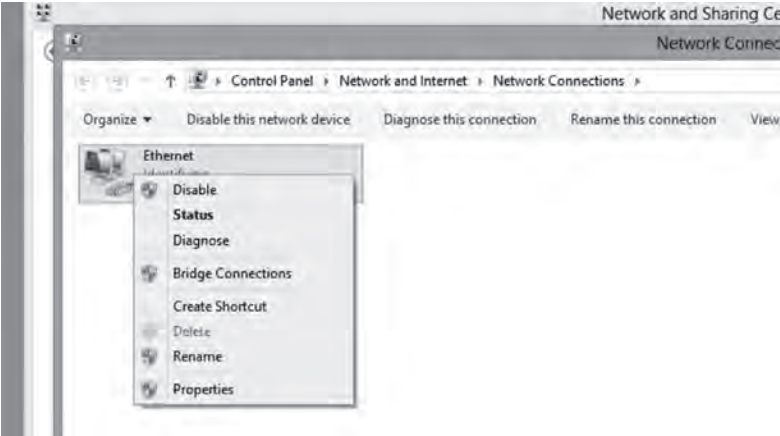 Network and Sharing Ce
Network Connec
Control Panel Network and Internet Network Connections
Organize Disable this network device Diagnose this connection Rename this connection View
Ethernet
Disable
Status
Diagnose
Bridge Connections
Create Shortcut
Delete
Rename
Properties